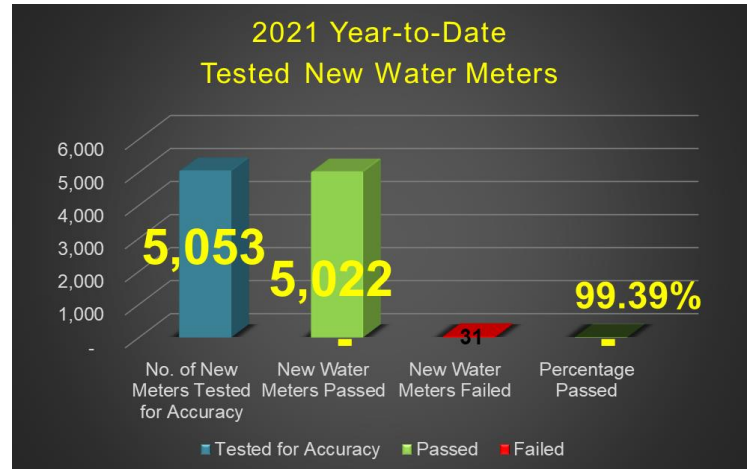 2021 Year-to-Date
Tested New Water Meters
6,000
5,000
4,000
3,000
2,000
1,000
-
5,053
5,022
31
99.39%
No. of New
Meters Tested
for Accuracy
New Water
Meters Passed
New Water
Meters Failed
Percentage
Passed
Tested for Accuracy
Passed
Failed